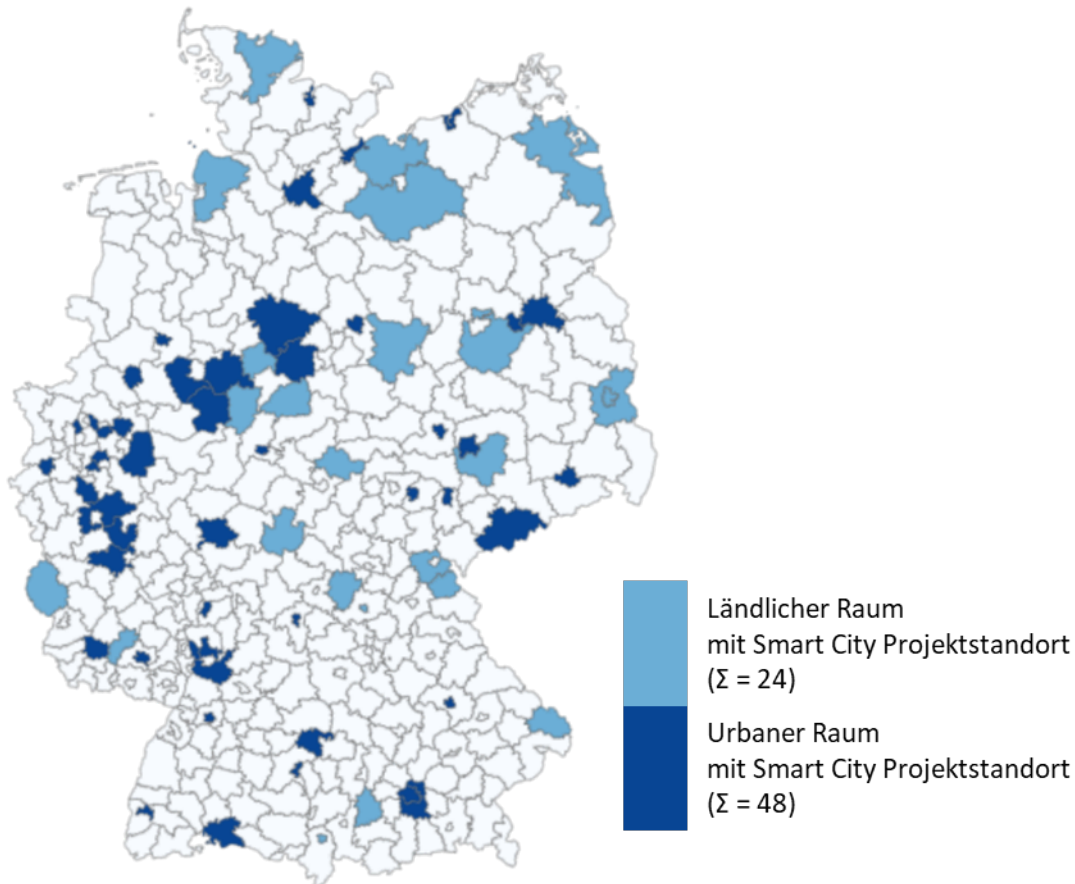 Ländlicher Raum
mit Smart City Projektstandort
(Σ = 24)
Urbaner Raum
mit Smart City Projektstandort
(Σ = 48)